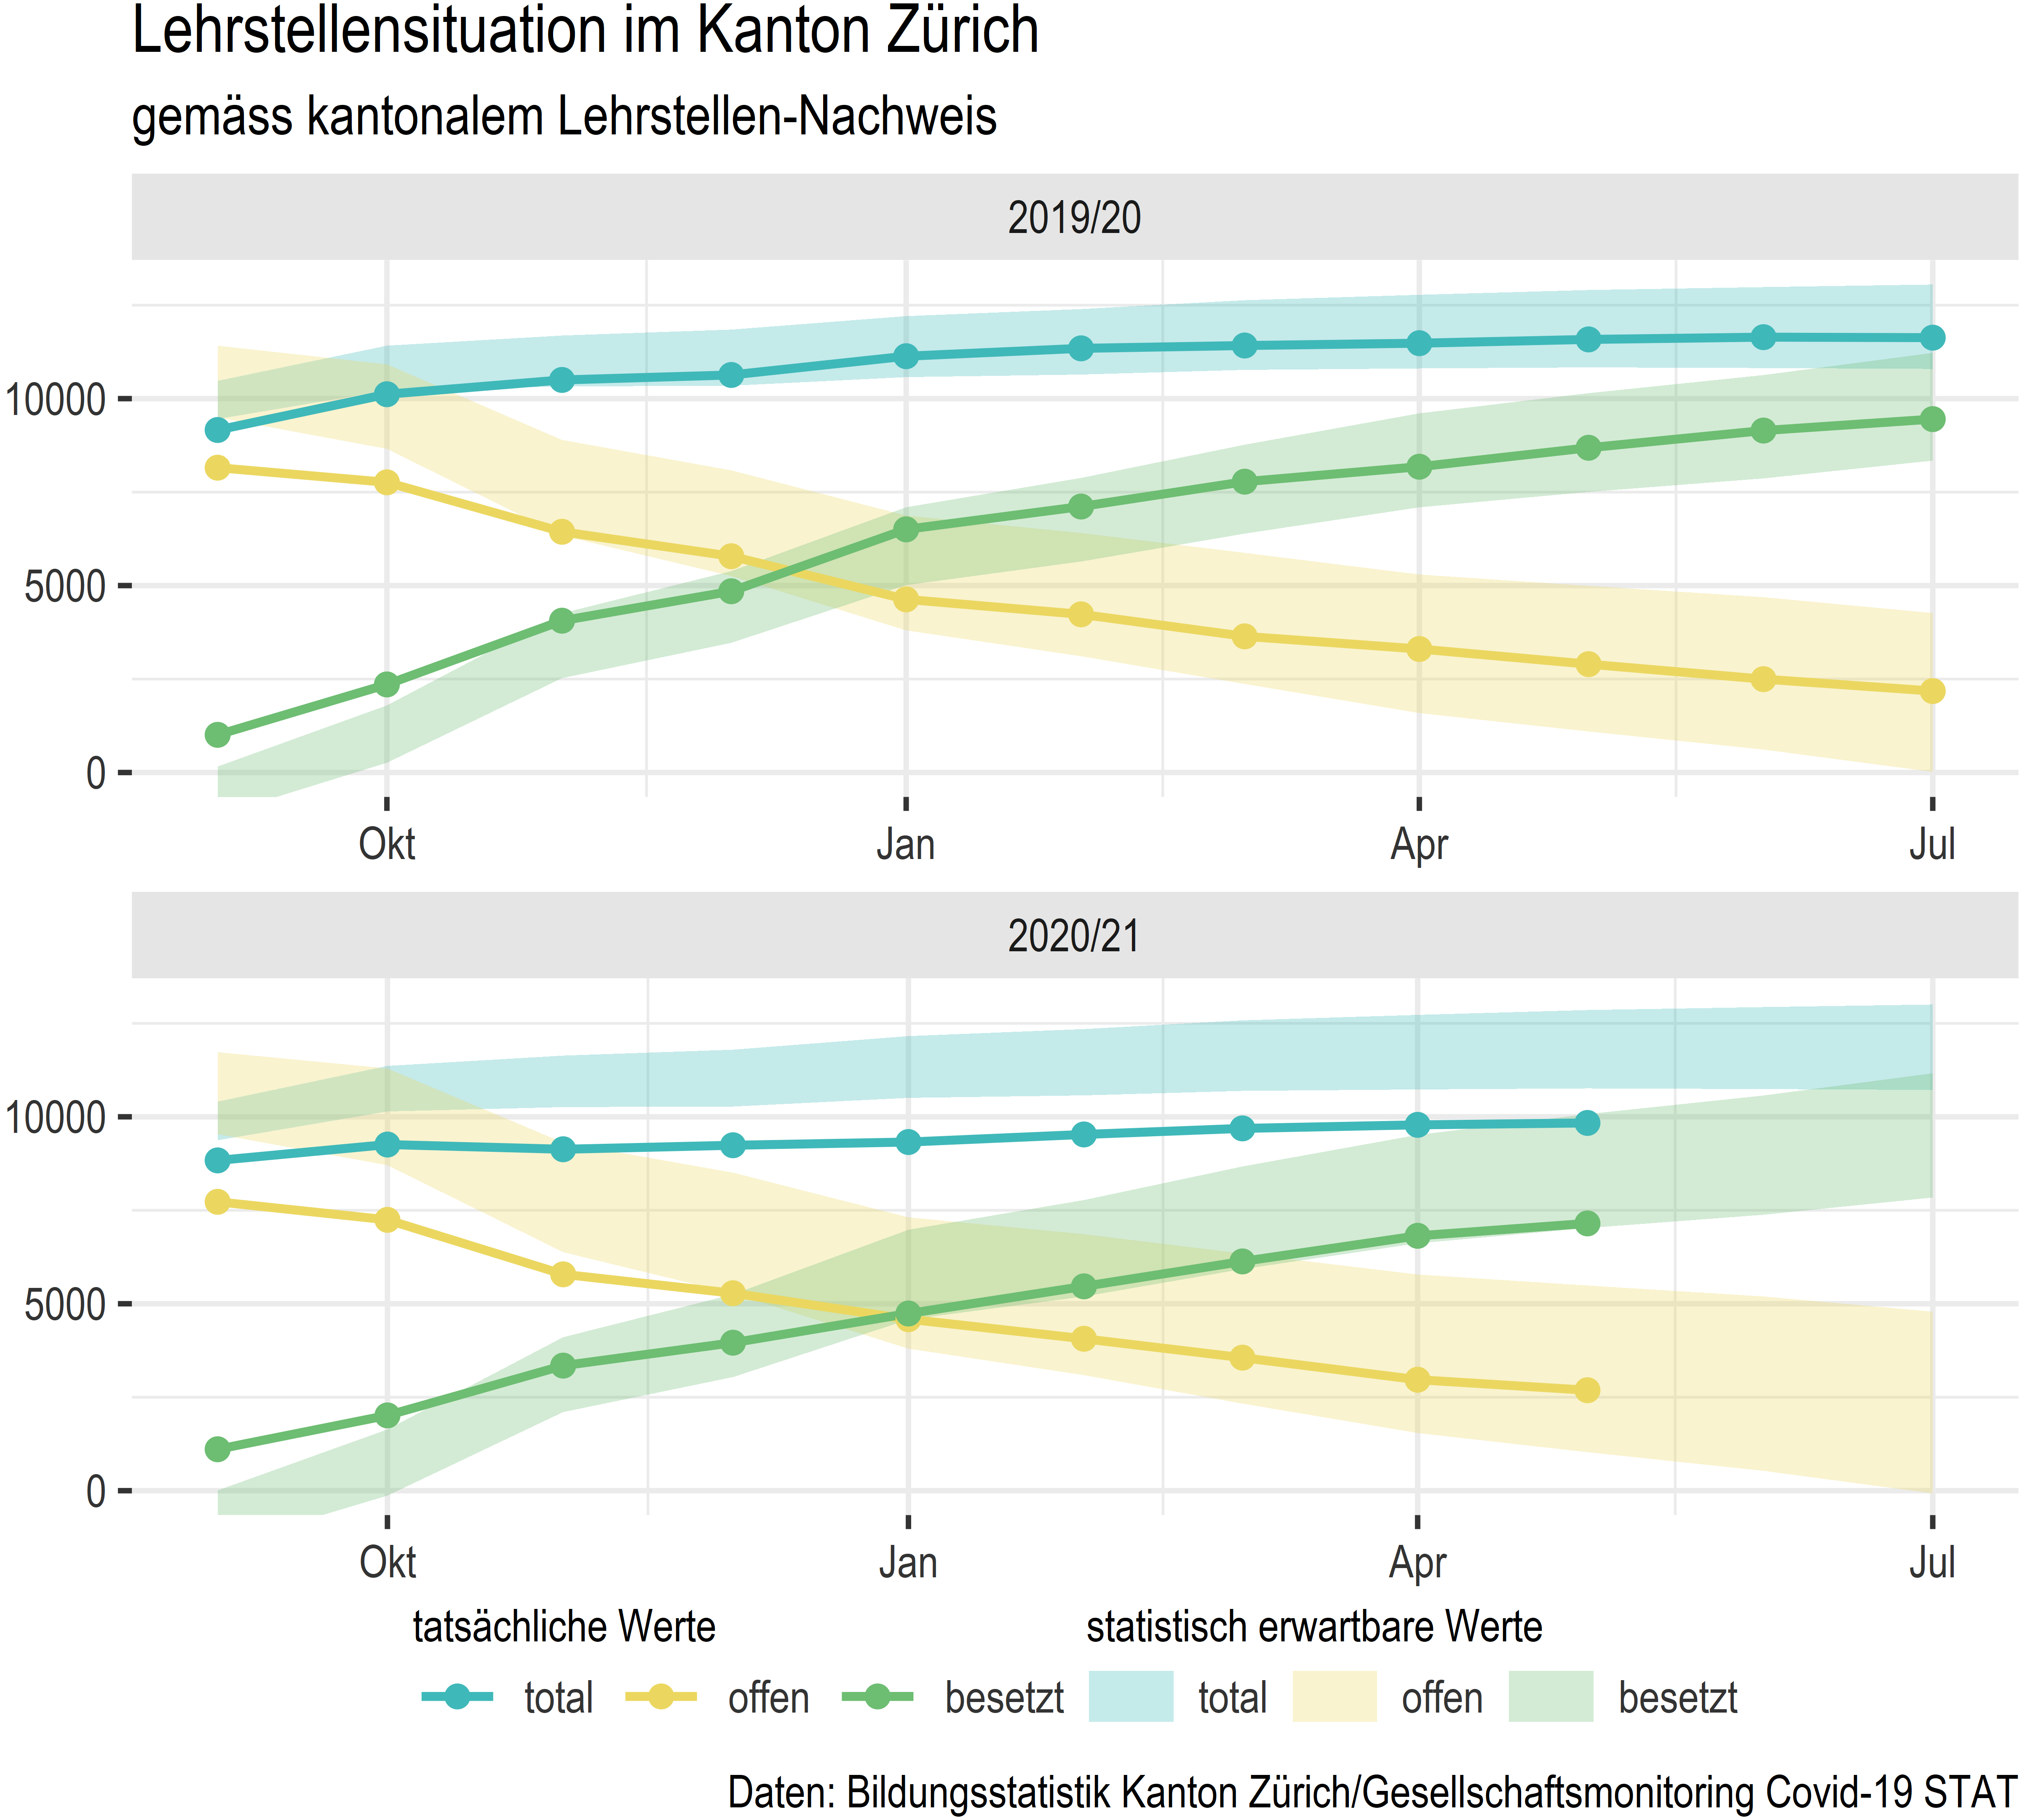 Lehrstellensituation im Kanton Zürich
gemäss kantonalem Lehrstellen-Nachweis
2019/20
10000
5000
0
Okt Jan Apr Jul
2020/21
10000
5000
0
Okt Jan Apr Jul
tatsächliche Werte statistisch erwartbare Werte
total offen besetzt total offen besetzt
Daten: Bildungsstatistik Kanton Zürich/Gesellschaftsmonitoring Covid-19 STAT